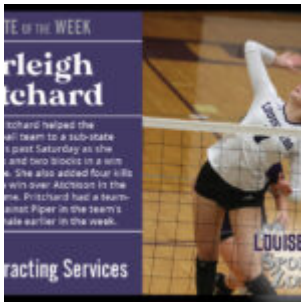 TE OF THE WEEK
rleigh
tchard
itchard helped the
all team to a sub-state
s past Saturday as she
s and two blocks in a win
e. She also added four kills
win over Atchison in the
me. Pritchard had a team-
ainst Piper in the team's
nale earlier in the week.
racting Services
LOUISB